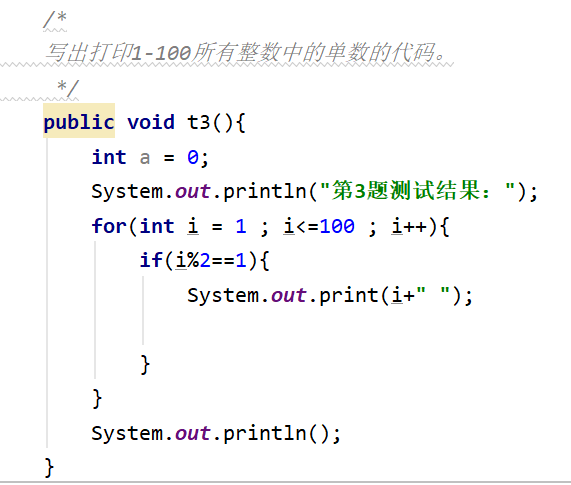 /*
写出打印1-100所有整数中的单数的代码。
*/
public void t3(){
int a = 0;
System.out.println("第3题测试结果：");
for(int i = 1 ; i<=100 ; i++){
if(i%2==1){
System.out.print(i+" ");
}
}
System.out.println();
}